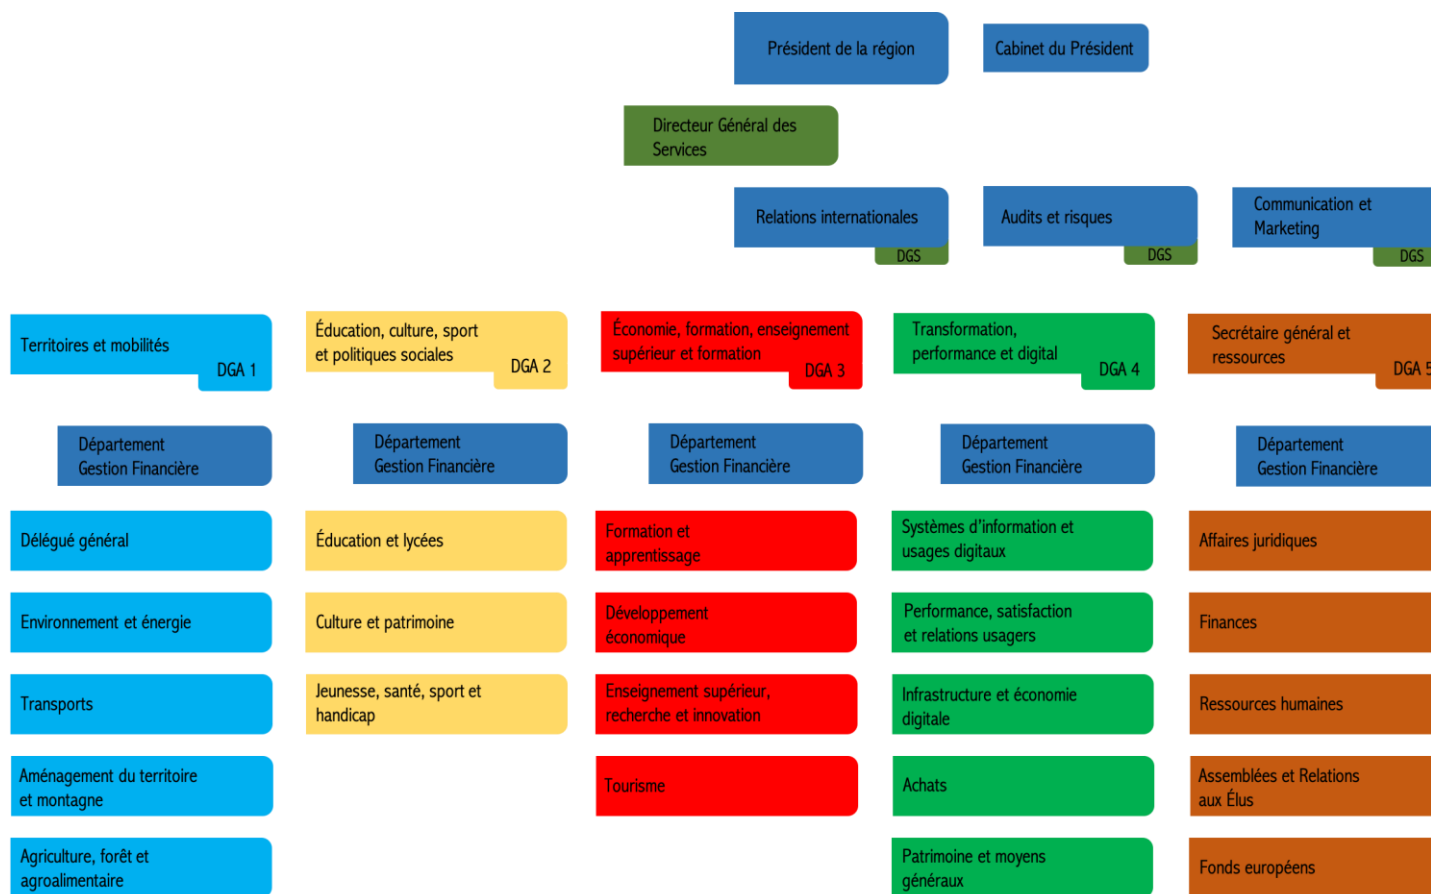 Président de la région
Cabinet du Président
Directeur Général des
Services
Relations internationales
DGS
Audits et risques
DGS
Communication et
Marketing
DGS
Territoires et mobilités
DGA 1
Éducation, culture, sport
et politiques sociales
DGA 2
Économie, formation, enseignement
supérieur et formation
DGA 3
Transformation,
performance et digital
DGA 4
Secrétaire général et
ressources
DGA 5
Département
Gestion Financière
Département
Gestion Financière
Département
Gestion Financière
Département
Gestion Financière
Département
Gestion Financière
Délégué général
Éducation et lycées
Formation et
apprentissage
Systèmes d'information et
usages digitaux
Affaires juridiques
Environnement et énergie
Culture et patrimoine
Développement
économique
Performance, satisfaction
et relations usagers
Finances
Transports
Jeunesse, santé, sport et
handicap
Enseignement supérieur,
recherche et innovation
Infrastructure et économie
digitale
Ressources humaines
Aménagement du territoire
et montagne
Tourisme
Achats
Assemblées et Relations
aux Élus
Agriculture, forêt et
agroalimentaire
Patrimoine et moyens
généraux
Fonds européens